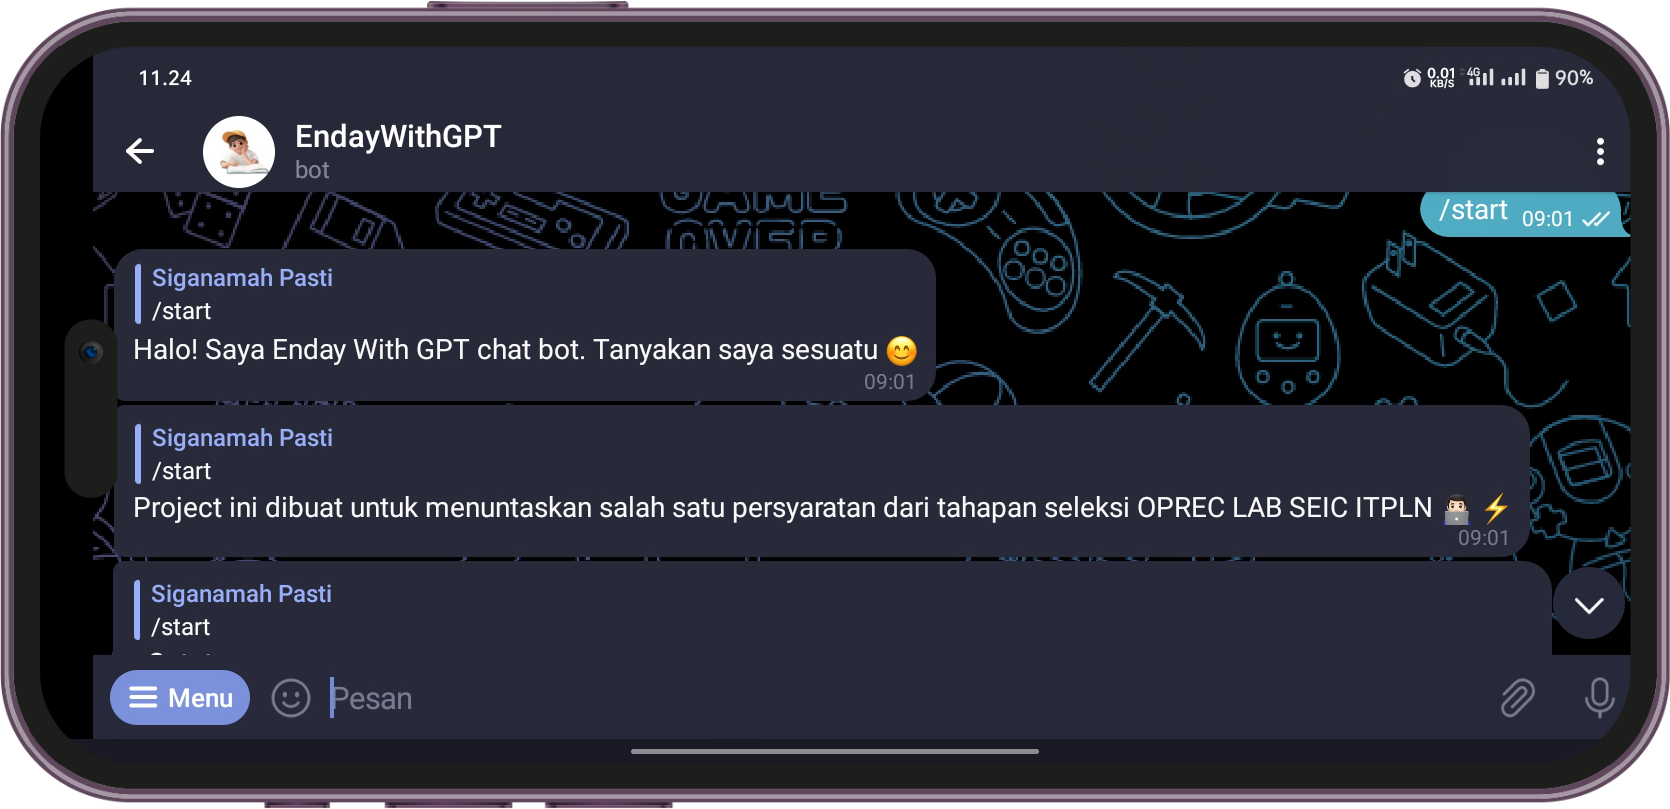 11.24
0.01 KB/S 4G 90%
EndayWithGPT
bot
GAME
OVER
/start 09:01
Siganamah Pasti
/start
Halo! Saya Enday With GPT chat bot. Tanyakan saya sesuatu 😊
09:01
Siganamah Pasti
/start
Project ini dibuat untuk menuntaskan salah satu persyaratan dari tahapan seleksi OPREC LAB SEIC ITPLN 👨🏻‍💻 ⚡
09:01
Siganamah Pasti
/start
Menu
Pesan